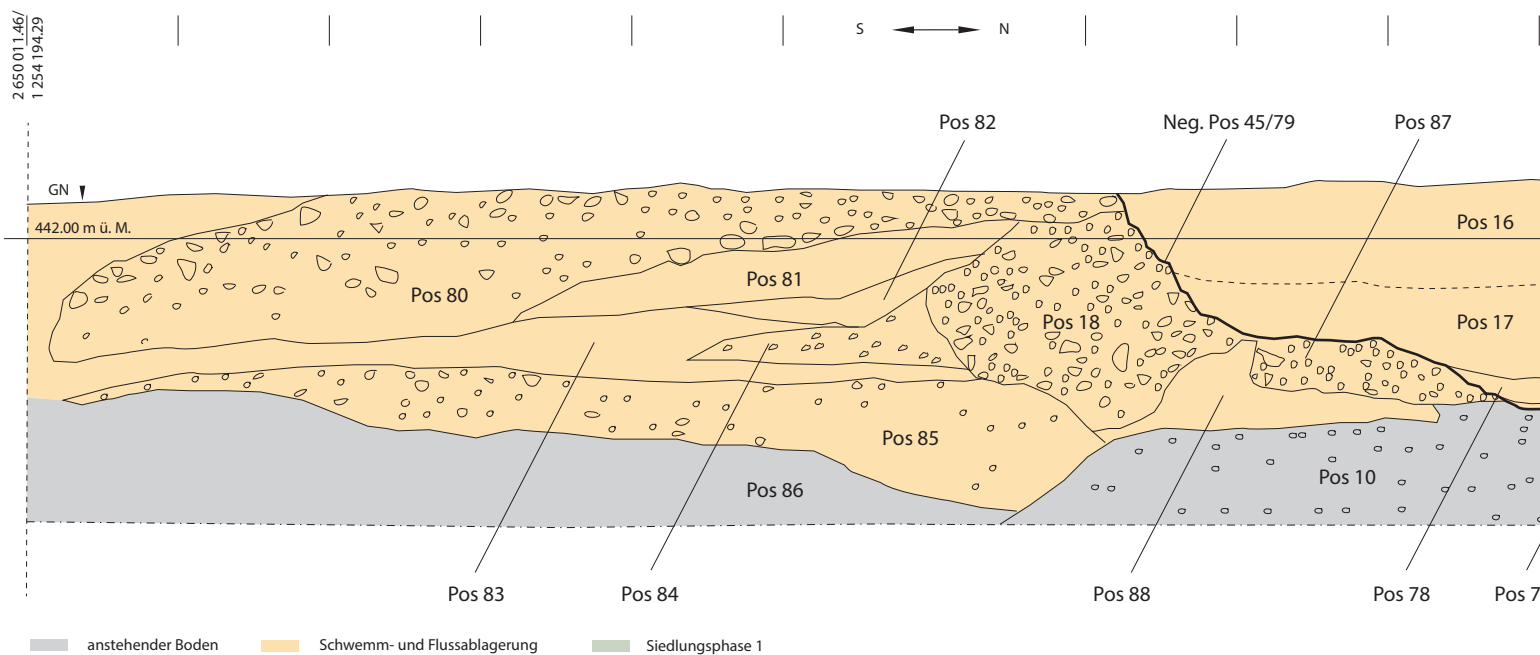 2 650 011.46/
1 254 194.29
S N
Pos 82 Neg. Pos 45/79 Pos 87
GN
442.00 m ü. M.
Pos 16
Pos 81
Pos 80
Pos 18
Pos 17
Pos 85
Pos 86
Pos 10
Pos 83 Pos 84 Pos 88 Pos 78 Pos 7
anstehender Boden Schwemm- und Flussablagerung Siedlungsphase 1